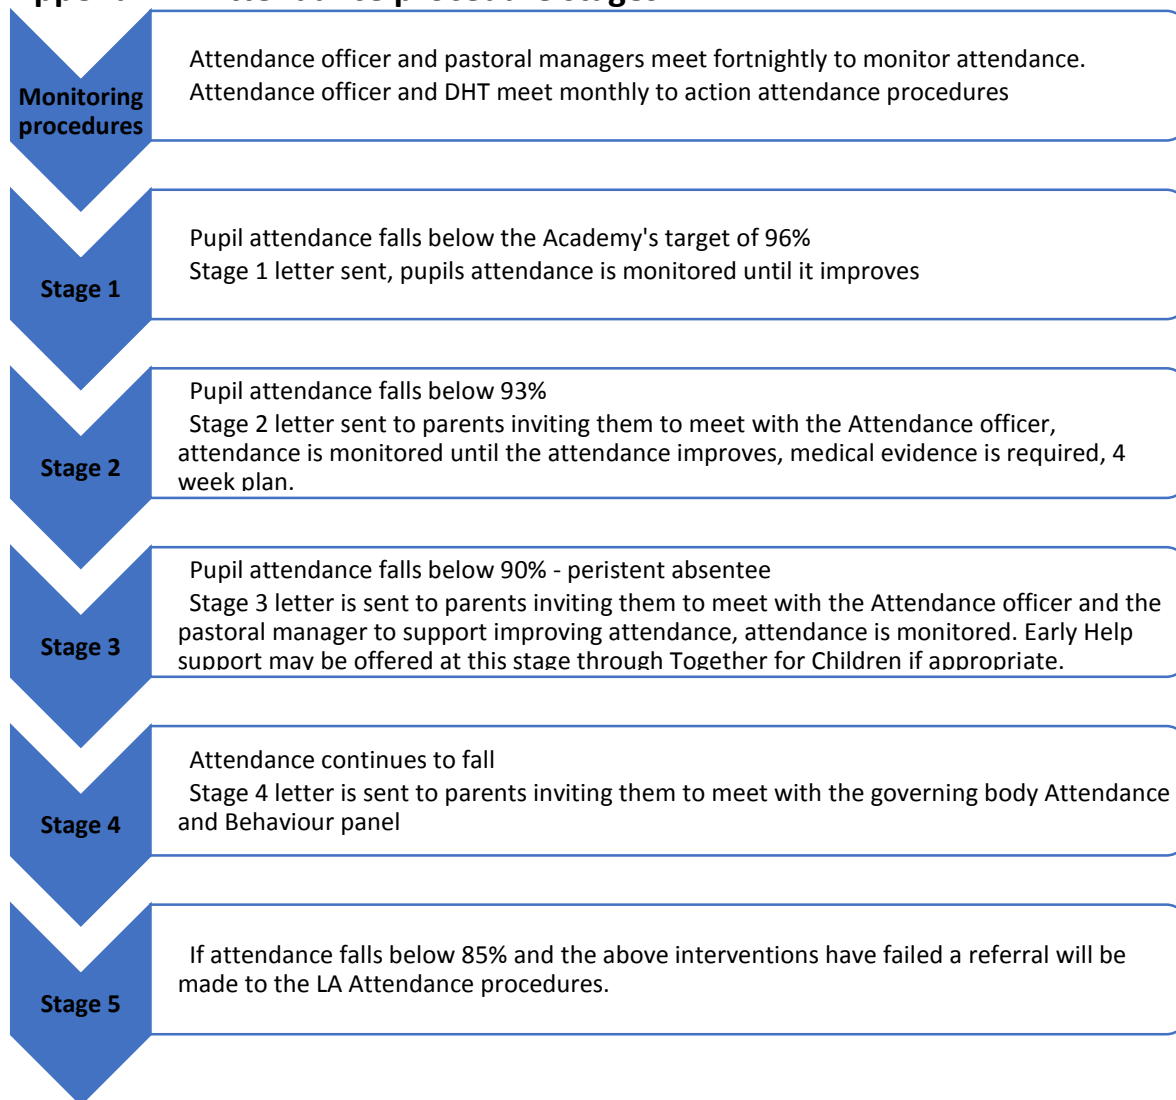 procedure stages
Monitoring
procedures
Attendance officer and pastoral managers meet fortnightly to monitor attendance.
Attendance officer and DHT meet monthly to action attendance procedures
Stage 1
Pupil attendance falls below the Academy's target of 96%
Stage 1 letter sent, pupils attendance is monitored until it improves
Stage 2
Pupil attendance falls below 93%
Stage 2 letter sent to parents inviting them to meet with the Attendance officer,
attendance is monitored until the attendance improves, medical evidence is required, 4
week plan.
Stage 3
Pupil attendance falls below 90% - peristent absentee
Stage 3 letter is sent to parents inviting them to meet with the Attendance officer and the
pastoral manager to support improving attendance, attendance is monitored. Early Help
support may be offered at this stage through Together for Children if appropriate.
Stage 4
Attendance continues to fall
Stage 4 letter is sent to parents inviting them to meet with the governing body Attendance
and Behaviour panel
Stage 5
If attendance falls below 85% and the above interventions have failed a referral will be
made to the LA Attendance procedures.